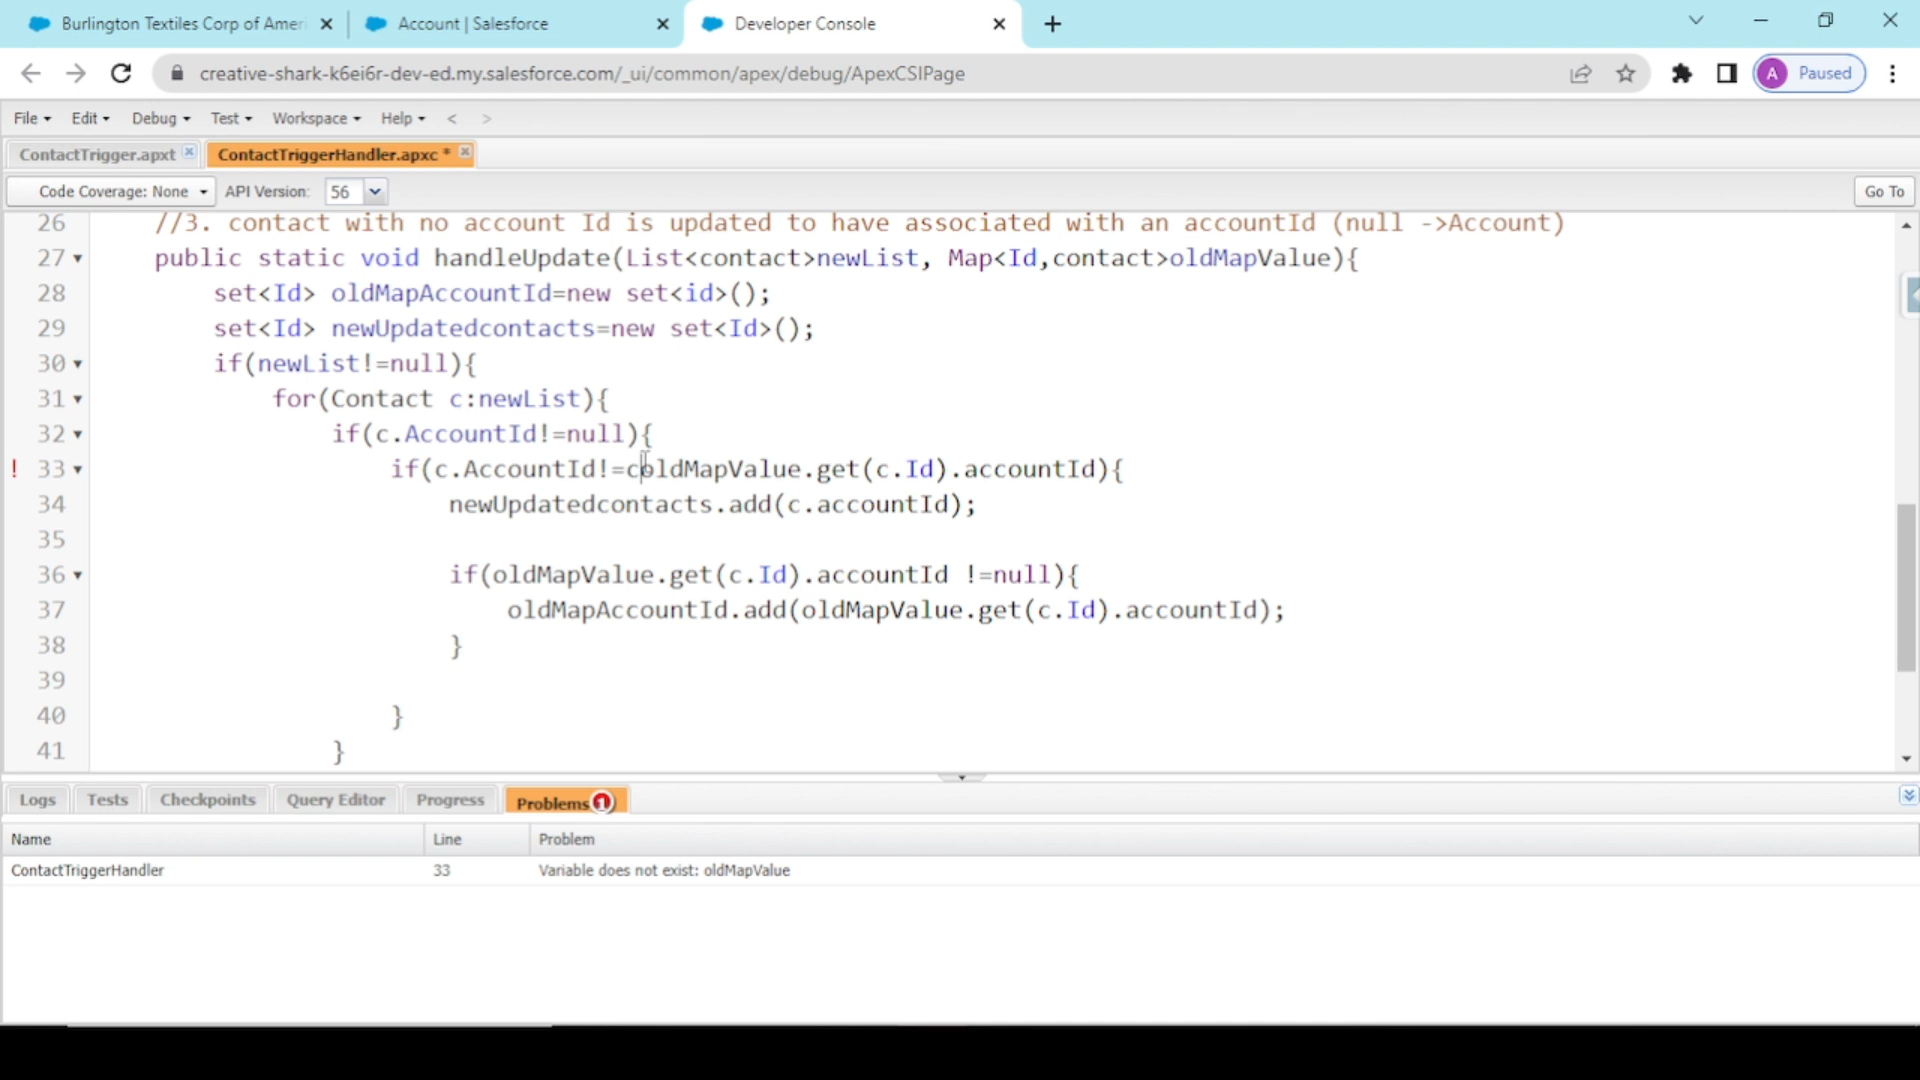 Burlington Textiles Corp of Ameri
Account | Salesforce
Developer Console
creative-shark-k6ei6r-dev-ed.my.salesforce.com/_ui/common/apex/debug/ApexCSIPage
A Paused
File Edit Debug Test Workspace Help < >
ContactTrigger.apxt
ContactTriggerHandler.apxc *
Code Coverage: None API Version: 56 Go To
26 //3. contact with no account Id is updated to have associated with an accountId (null ->Account)
27 public static void handleUpdate(List<contact>newList, Map<Id,contact>oldMapValue){
28 set<Id> oldMapAccountId=new set<id>();
29 set<Id> newUpdatedcontacts=new set<Id>();
30 if(newList!=null){
31 for(Contact c:newList){
32 if(c.AccountId!=null){
! 33 if(c.AccountId!=coldMapValue.get(c.Id).accountId){
34 newUpdatedcontacts.add(c.accountId);
35
36 if(oldMapValue.get(c.Id).accountId !=null){
37 oldMapAccountId.add(oldMapValue.get(c.Id).accountId);
38 }
39
40 }
41 }
Logs Tests Checkpoints Query Editor Progress Problems 1
Name Line Problem
ContactTriggerHandler 33 Variable does not exist: oldMapValue